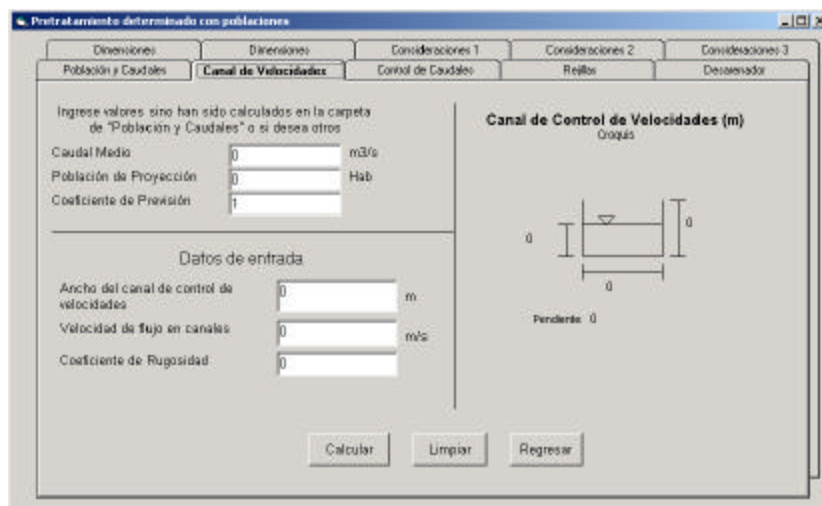 Pretratamiento determinado con poblaciones
Dimensiones Dimensiones Consideraciones 1 Consideraciones 2 Consideraciones 3
Población y Caudales Canal de Velocidades Control de Caudales Rejillas Desarenador
Ingrese valores sino han sido calculados en la carpeta
de "Población y Caudales" o si desea otros
Caudal Medio 0 m3/s
Población de Proyección 0 Hab
Coeficiente de Previsión 1
Datos de entrada
Ancho del canal de control de
velocidades 0 m
Velocidad de flujo en canales 0 m/s
Coeficiente de Rugosidad 0
Canal de Control de Velocidades (m)
Croquis
0
0
0
Pendiente 0
Calcular Limpiar Regresar